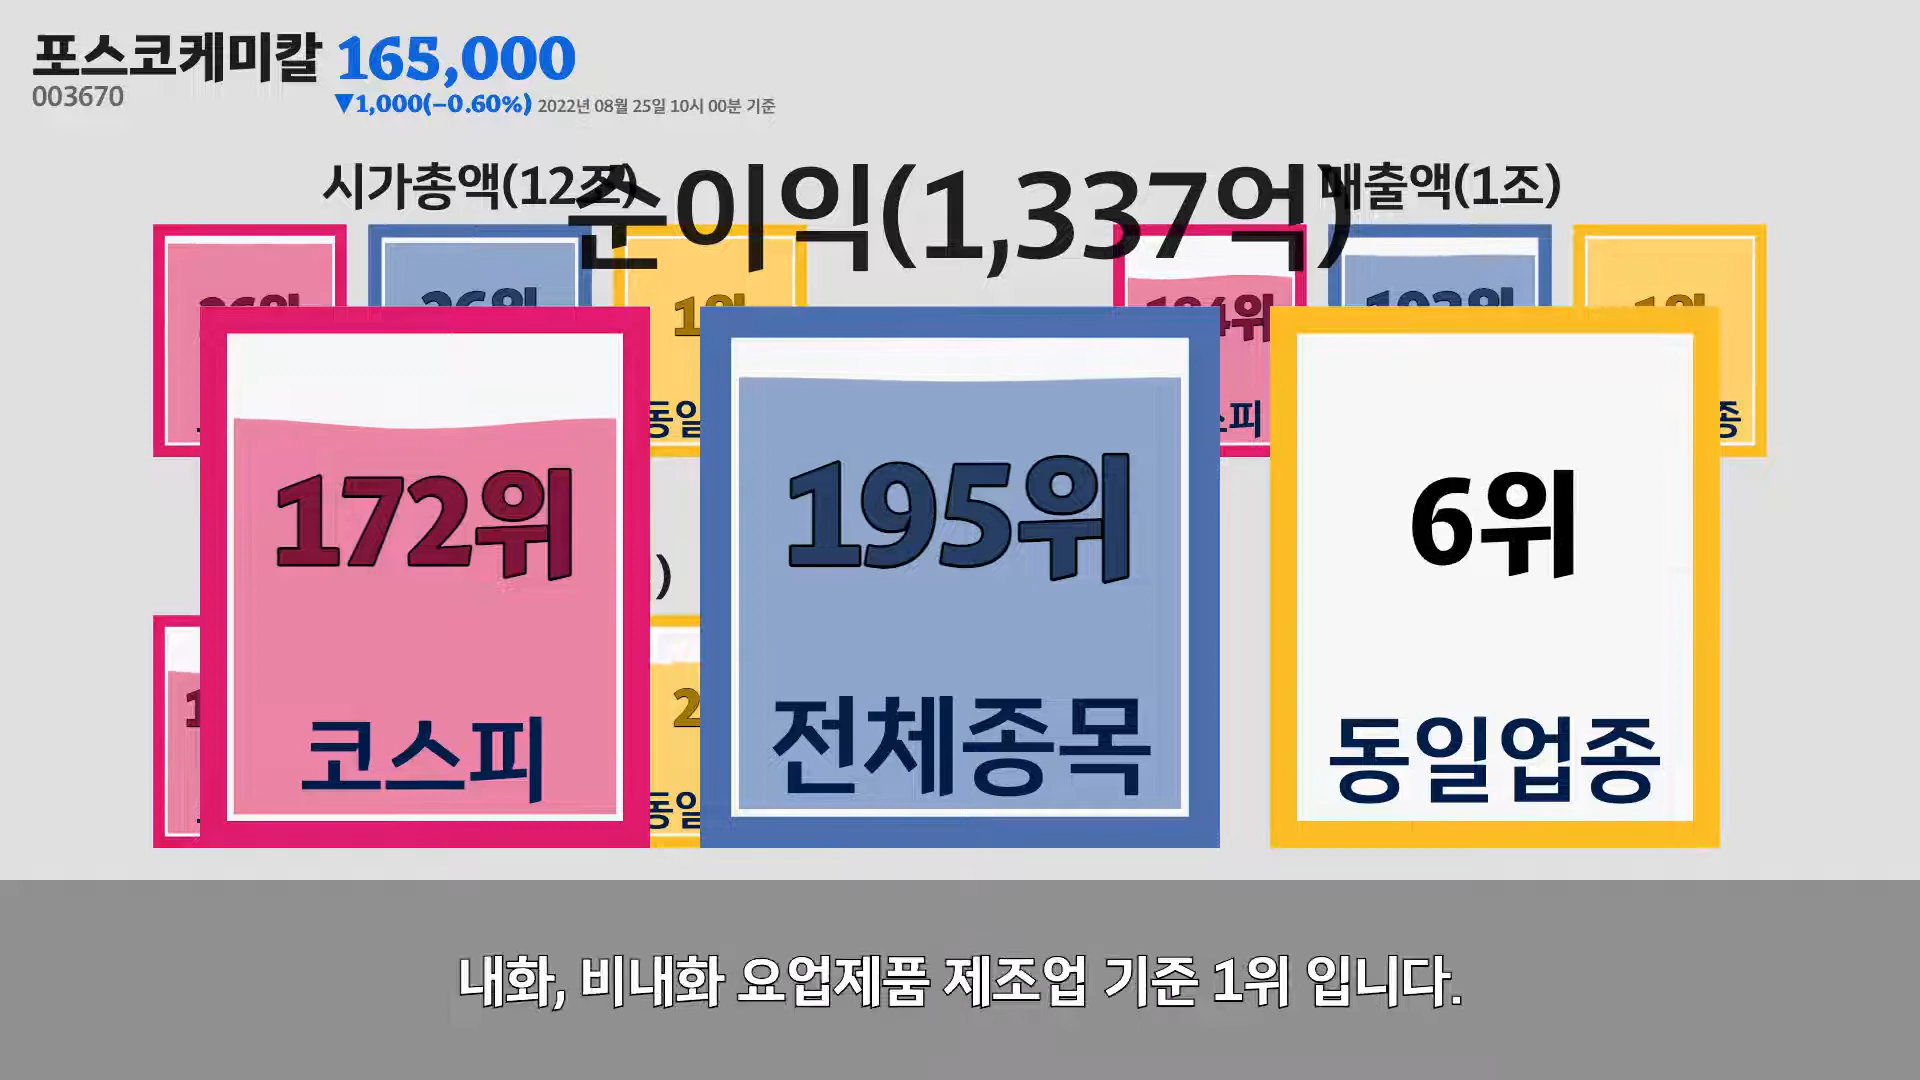 포스코케미칼 165,000
003670
▼1,000(−0.60%) 2022년 08월 25일 10시 00분 기준
시가총액(12조)
순이익(1,337억)
매출액(1조)
172위
195위
6위
코스피
전체종목
동일업종
내화, 비내화 요업제품 제조업 기준 1위 입니다.